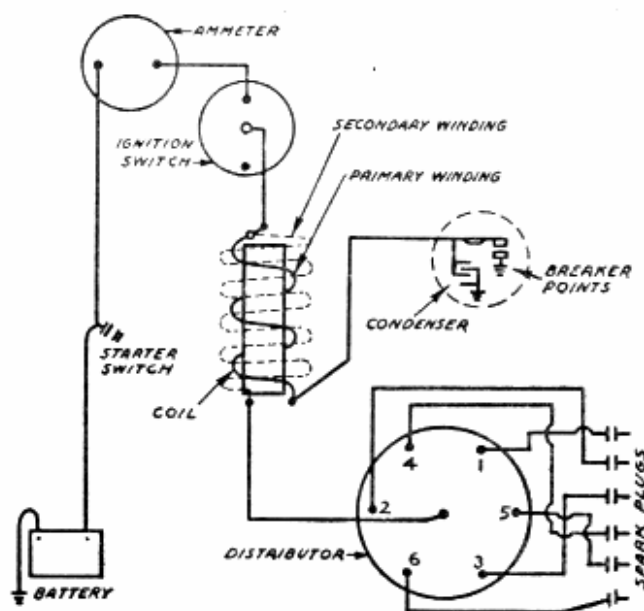 AMMETER
IGNITION
SWITCH
SECONDARY WINDING
PRIMARY WINDING
BREAKER
POINTS
CONDENSER
STARTER
SWITCH
COIL
4
1
2
5
6
3
DISTRIBUTOR
SPARK PLUGS
BATTERY